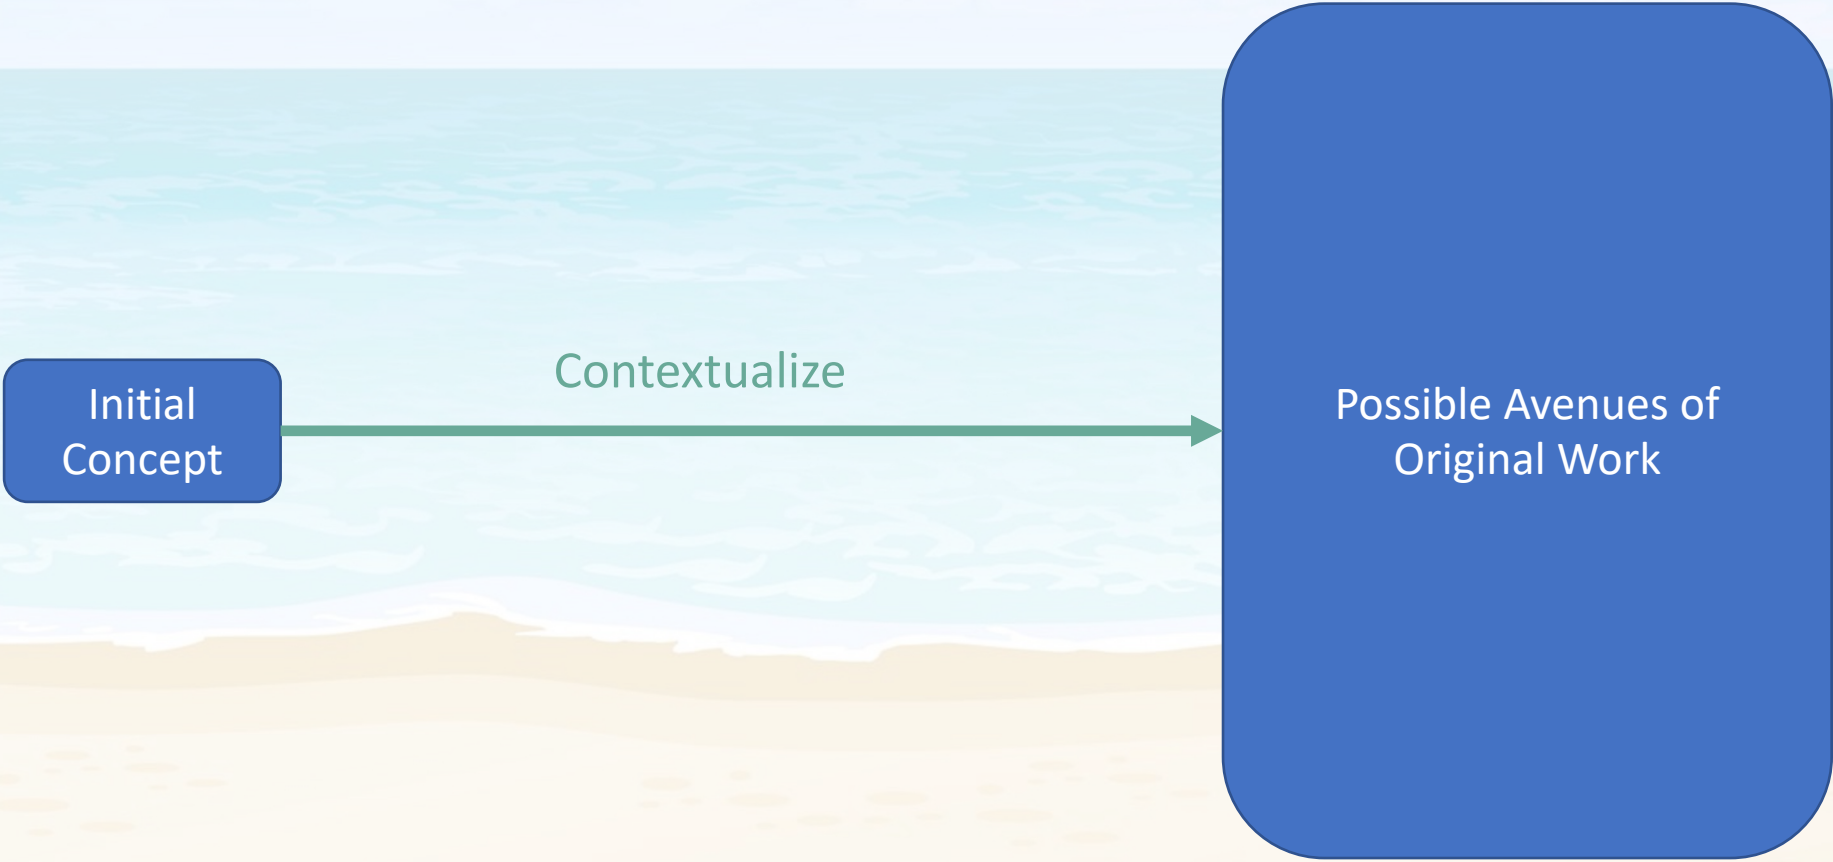 Initial
Concept
Contextualize
Possible Avenues of
Original Work